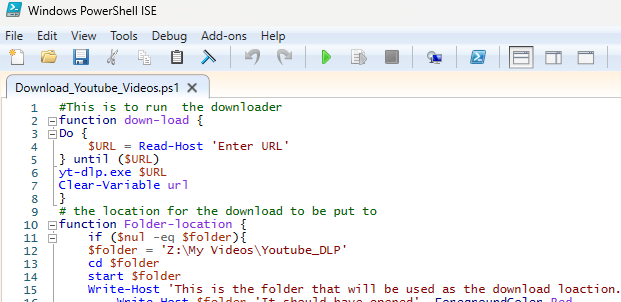 Windows PowerShell ISE
File Edit View Tools Debug Add-ons Help
Download_Youtube_Videos.ps1
1 #This is to run  the downloader
2 function down-load {
3 Do {
4 $URL = Read-Host 'Enter URL'
5 } until ($URL)
6 yt-dlp.exe $URL
7 Clear-Variable url
8 }
9 # the location for the download to be put to
10 function Folder-location {
11 if ($nul -eq $folder){
12 $folder = 'Z:\My Videos\Youtube_DLP'
13 cd $folder
14 start $folder
15 Write-Host 'This is the folder that will be used as the download loaction.
16 Write-Host $folder 'It should have opened' -ForegroundColor Red